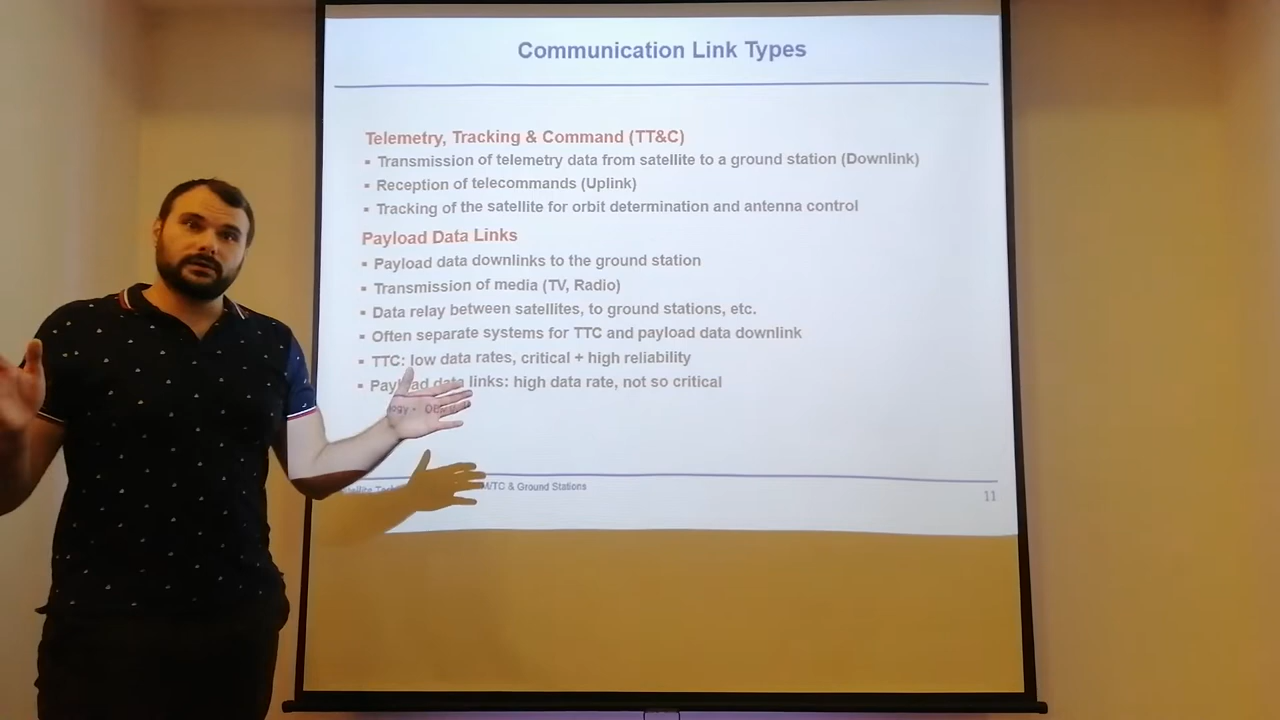 Communication Link Types
Telemetry, Tracking & Command (TT&C)
▪ Transmission of telemetry data from satellite to a ground station (Downlink)
▪ Reception of telecommands (Uplink)
▪ Tracking of the satellite for orbit determination and antenna control
Payload Data Links
▪ Payload data downlinks to the ground station
▪ Transmission of media (TV, Radio)
▪ Data relay between satellites, to ground stations, etc.
▪ Often separate systems for TTC and payload data downlink
▪ TTC: low data rates, critical + high reliability
▪ Payload data links: high data rate, not so critical
& Ground Stations
11